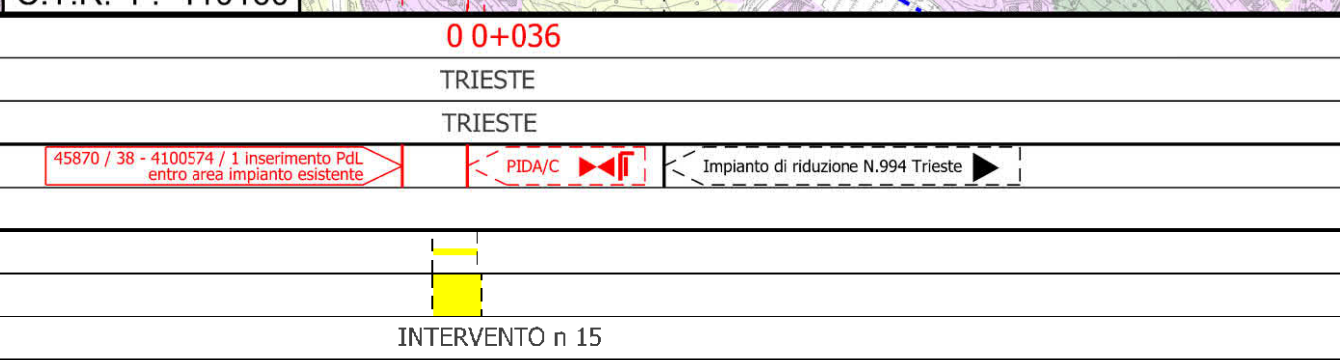 0 0+036
TRIESTE
TRIESTE
45870 / 38 - 4100574 / 1 inserimento PdL
entro area impianto esistente
PIDA/C
Impianto di riduzione N.994 Trieste
INTERVENTO n 15